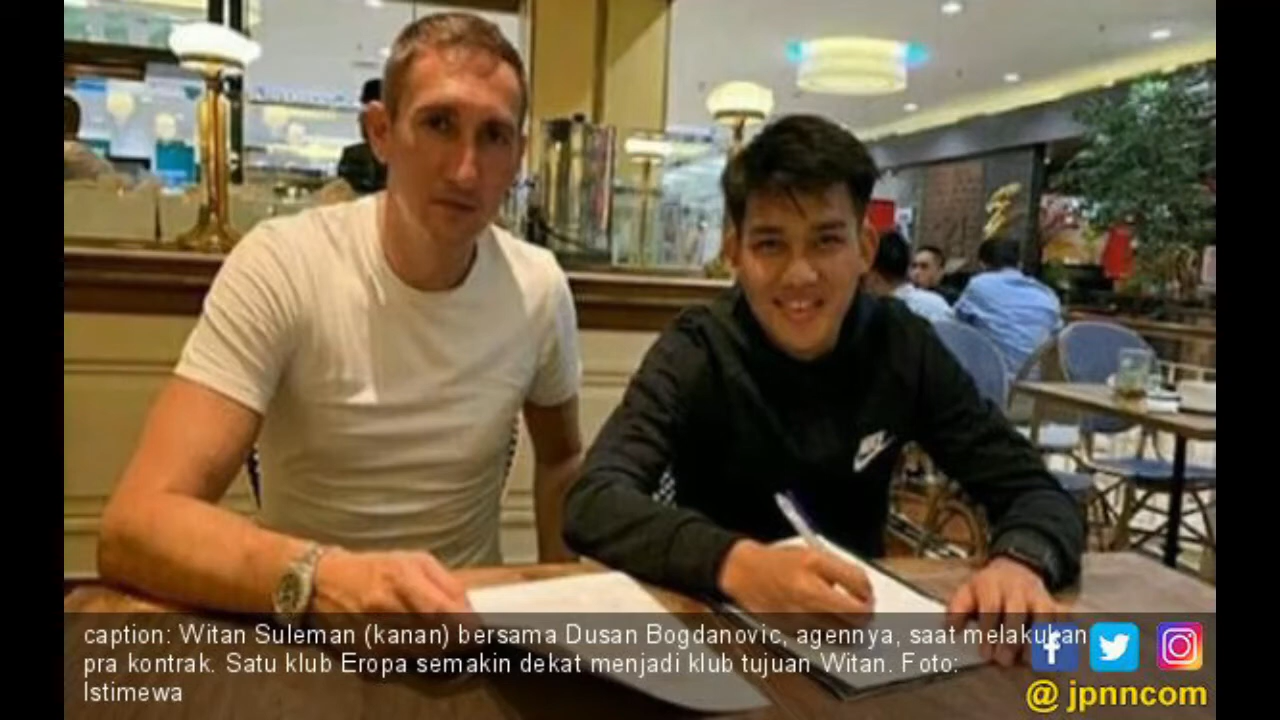 caption: Witan Suleman (kanan) bersama Dusan Bogdanovic, agennya, saat melakukan
pra kontrak. Satu klub Eropa semakin dekat menjadi klub tujuan Witan. Foto:
Istimewa
@ jpnncom